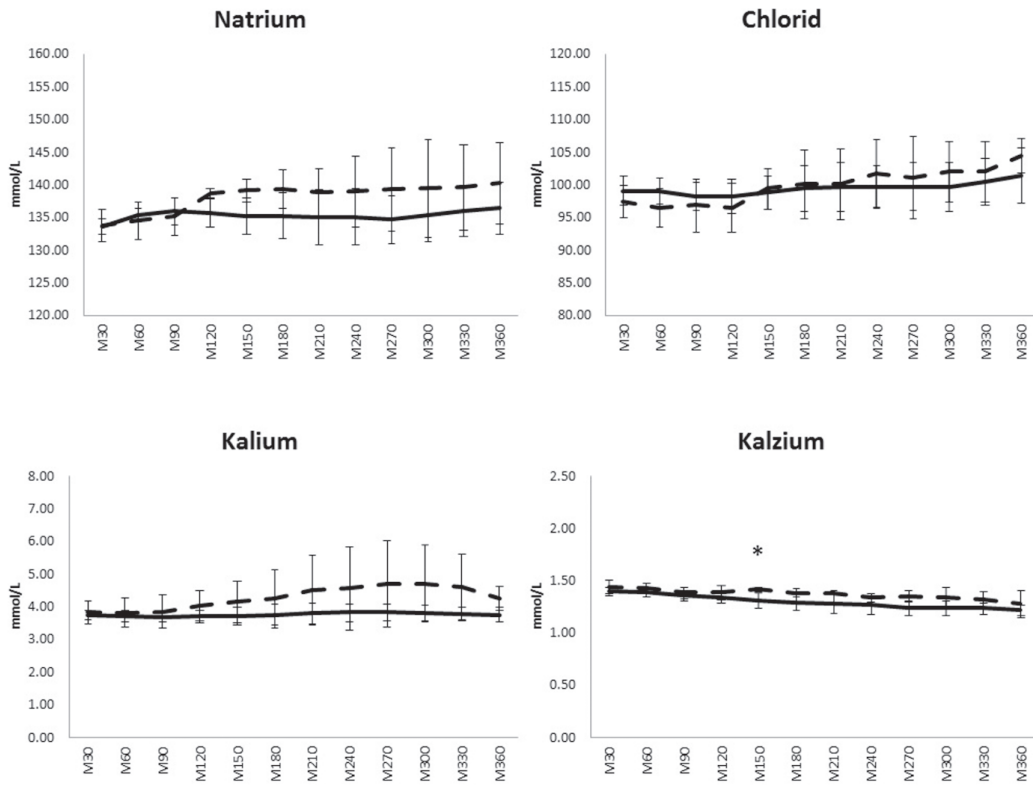 Natrium
160.00
155.00
150.00
145.00
140.00
135.00
130.00
125.00
120.00
mmol/L
M30 M60 M90 M120 M150 M180 M210 M240 M270 M300 M330 M360
Chlorid
120.00
115.00
110.00
105.00
100.00
95.00
90.00
85.00
80.00
mmol/L
M30 M60 M90 M120 M150 M180 M210 M240 M270 M300 M330 M360
Kalium
8.00
7.00
6.00
5.00
4.00
3.00
2.00
1.00
0.00
mmol/L
M30 M60 M90 M120 M150 M180 M210 M240 M270 M300 M330 M360
Kalzium
2.50
2.00
1.50
1.00
0.50
0.00
mmol/L
*
M30 M60 M90 M120 M150 M180 M210 M240 M270 M300 M330 M360